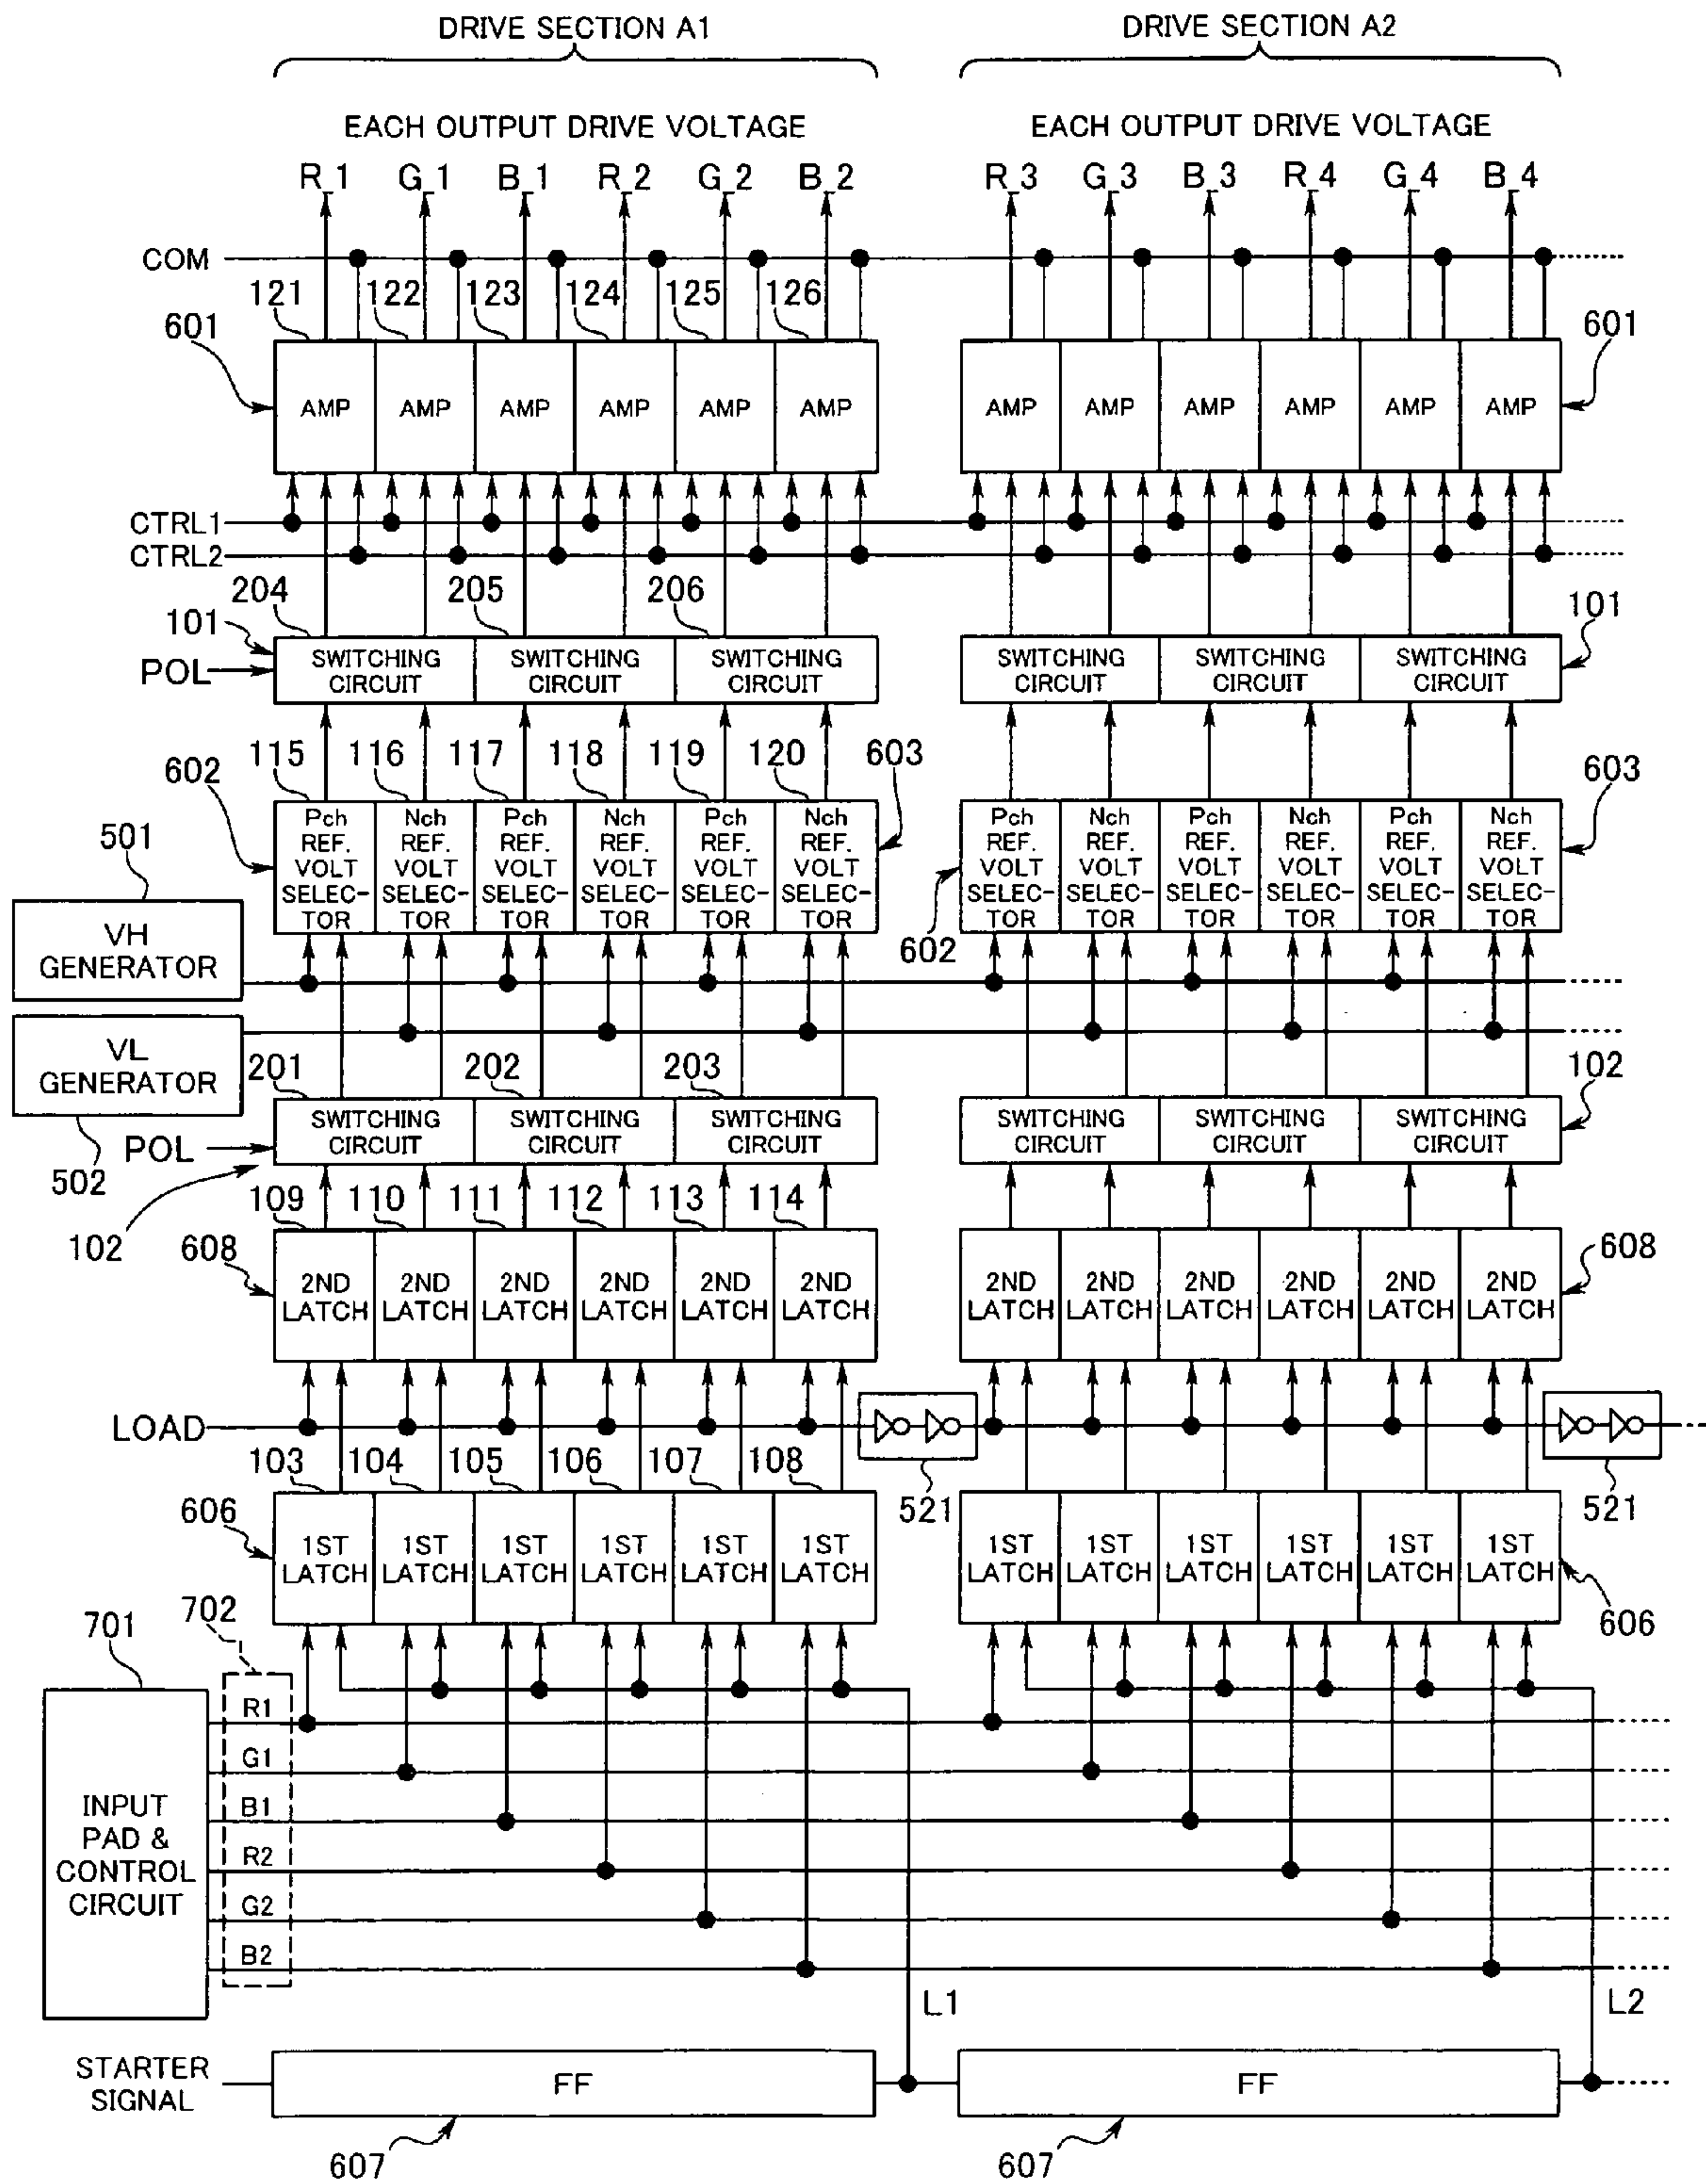 DRIVE SECTION A1 DRIVE SECTION A2
EACH OUTPUT DRIVE VOLTAGE EACH OUTPUT DRIVE VOLTAGE
R_1 G_1 B_1 R_2 G_2 B_2 R_3 G_3 B_3 R_4 G_4 B_4
COM
121 122 123 124 125 126
601 601
AMP AMP AMP AMP AMP AMP AMP AMP AMP AMP AMP AMP
CTRL1
CTRL2
204 205 206
101 101
POL
SWITCHING SWITCHING SWITCHING SWITCHING SWITCHING SWITCHING
CIRCUIT CIRCUIT CIRCUIT CIRCUIT CIRCUIT CIRCUIT
115 116 117 118 119 120
602 603 603
Pch Nch Pch Nch Pch Nch Pch Nch Pch Nch Pch Nch
REF. REF. REF. REF. REF. REF. REF. REF. REF. REF. REF. REF.
VOLT VOLT VOLT VOLT VOLT VOLT VOLT VOLT VOLT VOLT VOLT VOLT
SELEC- SELEC- SELEC- SELEC- SELEC- SELEC- SELEC- SELEC- SELEC- SELEC- SELEC- SELEC-
TOR TOR TOR TOR TOR TOR TOR TOR TOR TOR TOR TOR
501
602
VH
GENERATOR
VL
GENERATOR
502
201 202 203
102
SWITCHING SWITCHING SWITCHING SWITCHING SWITCHING SWITCHING
CIRCUIT CIRCUIT CIRCUIT CIRCUIT CIRCUIT CIRCUIT
POL
109 110 111 112 113 114
102
608 608
2ND 2ND 2ND 2ND 2ND 2ND 2ND 2ND 2ND 2ND 2ND 2ND
LATCH LATCH LATCH LATCH LATCH LATCH LATCH LATCH LATCH LATCH LATCH LATCH
LOAD
103 104 105 106 107 108
521 521
606
1ST 1ST 1ST 1ST 1ST 1ST 1ST 1ST 1ST 1ST 1ST 1ST
LATCH LATCH LATCH LATCH LATCH LATCH LATCH LATCH LATCH LATCH LATCH LATCH
606
701
702
R1
G1
B1
R2
G2
B2
INPUT
PAD &
CONTROL
CIRCUIT
L1 L2
STARTER
SIGNAL
FF FF
607 607